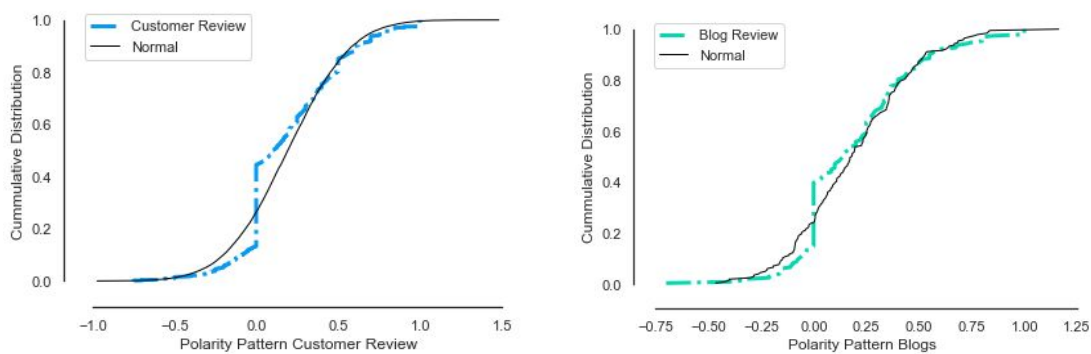 Customer Review
Normal
Cummulative Distribution
1.0
0.8
0.6
0.4
0.2
0.0
−1.0 −0.5 0.0 0.5 1.0 1.5
Polarity Pattern Customer Review
Blog Review
Normal
Cummulative Distribution
1.0
0.8
0.6
0.4
0.2
0.0
−0.75 −0.50 −0.25 0.00 0.25 0.50 0.75 1.00 1.25
Polarity Pattern Blogs